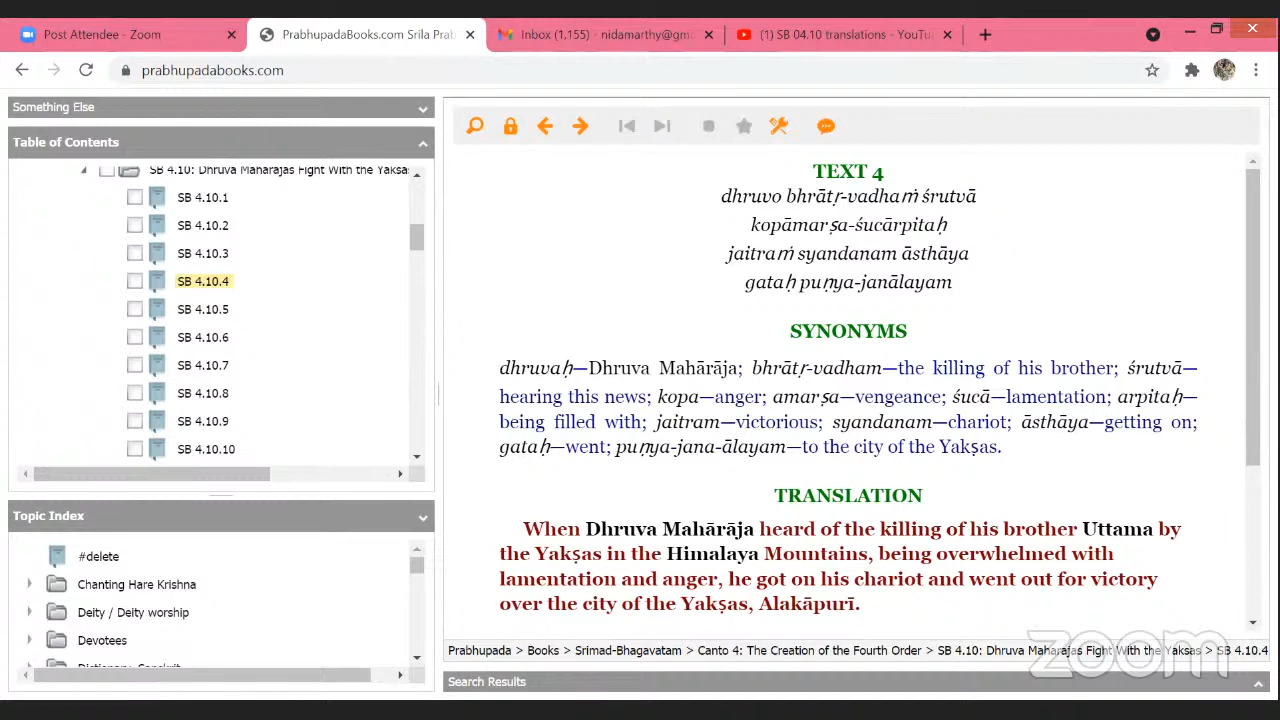 Post Attendee - Zoom
PrabhupadaBooks.com Srila Prab
Inbox (1,155) - nidamarthy@gm
(1) SB 04.10 translations - YouTu
prabhupadabooks.com
Something Else
Table of Contents
SB 4.10: Dhruva Maharajas Fight With the Yaksa
SB 4.10.1
SB 4.10.2
SB 4.10.3
SB 4.10.4
SB 4.10.5
SB 4.10.6
SB 4.10.7
SB 4.10.8
SB 4.10.9
SB 4.10.10
Topic Index
#delete
Chanting Hare Krishna
Deity / Deity worship
Devotees
Dictionary, Sanskrit
TEXT 4
dhruvo bhrātṛ-vadhaṁ śrutvā
kopāmarṣa-śucārpitaḥ
jaitraṁ syandanam āsthāya
gataḥ puṇya-janālayam
SYNONYMS
dhruvaḥ—Dhruva Mahārāja; bhrātṛ-vadham—the killing of his brother; śrutvā—
hearing this news; kopa—anger; amarṣa—vengeance; śucā—lamentation; arpitaḥ—
being filled with; jaitram—victorious; syandanam—chariot; āsthāya—getting on;
gataḥ—went; puṇya-jana-ālayam—to the city of the Yakṣas.
TRANSLATION
When Dhruva Mahārāja heard of the killing of his brother Uttama by
the Yakṣas in the Himalaya Mountains, being overwhelmed with
lamentation and anger, he got on his chariot and went out for victory
over the city of the Yakṣas, Alakāpurī.
Prabhupada > Books > Srimad-Bhagavatam > Canto 4: The Creation of the Fourth Order > SB 4.10: Dhruva Maharajas Fight With the Yaksas > SB 4.10.4
Search Results
zoom